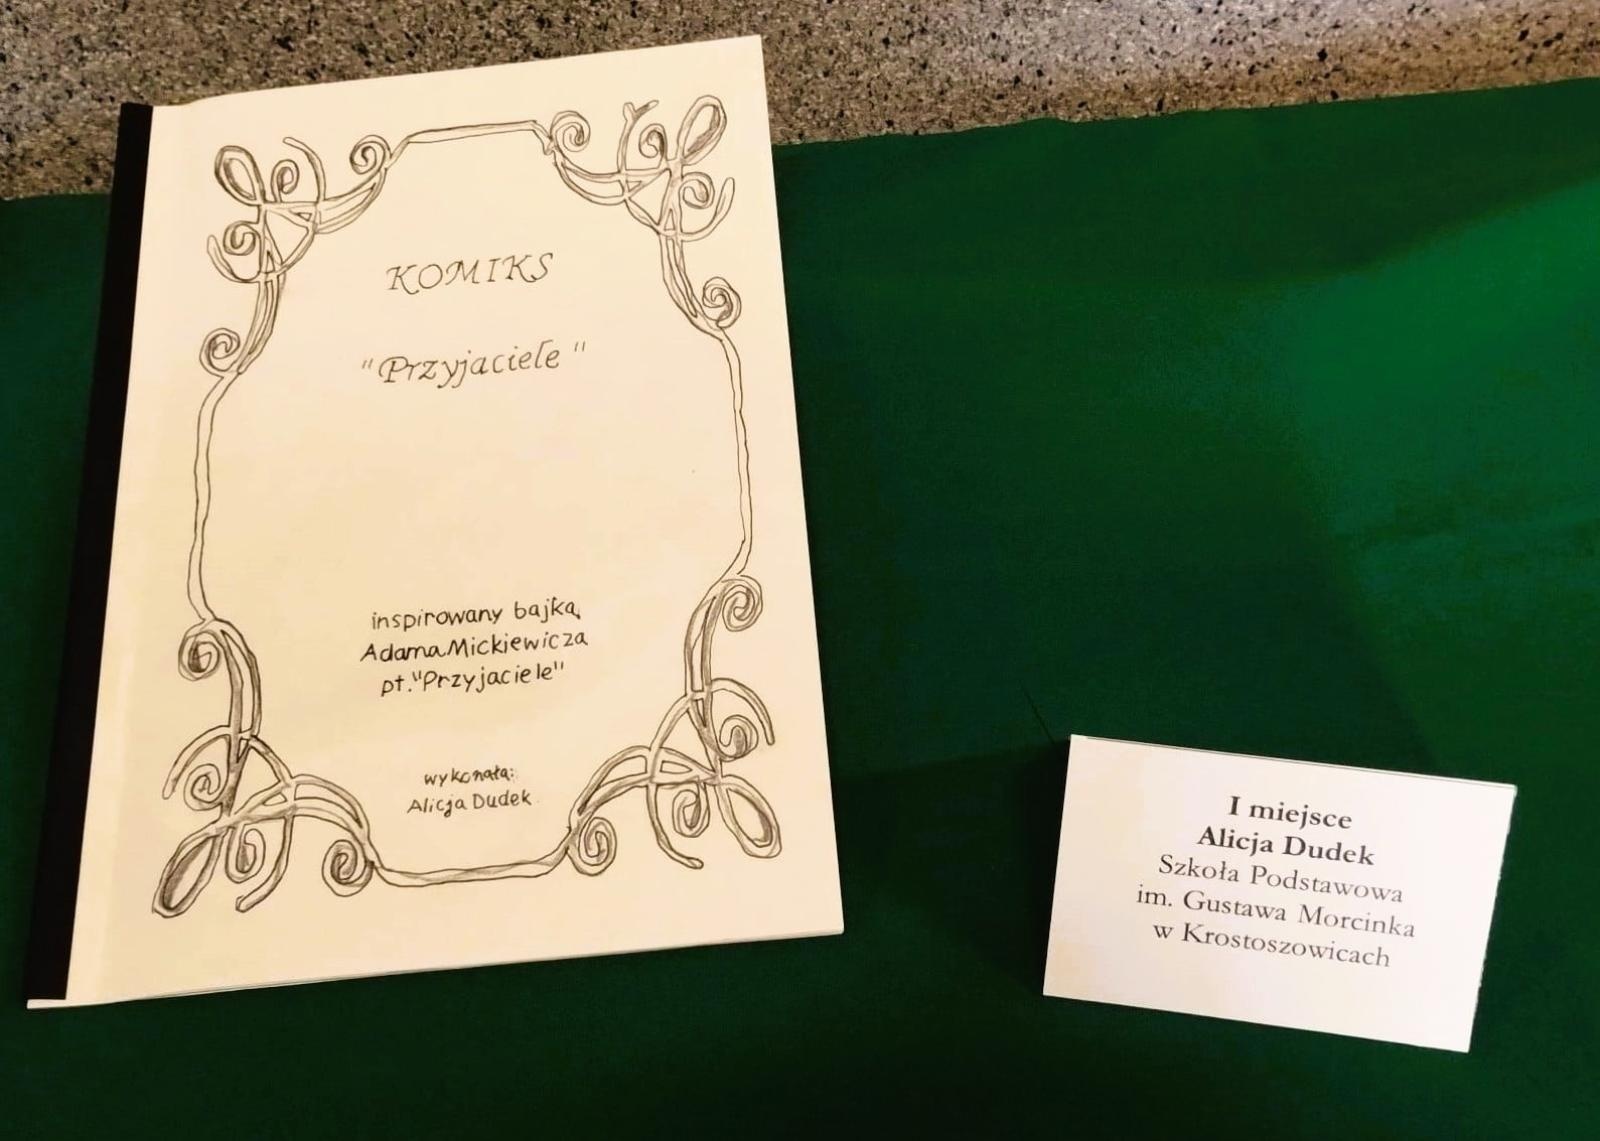 KOMIKS
"Przyjaciele"
inspirowany bajką
Adama Mickiewicza
pt. "Przyjaciele"
wykonała:
Alicja Dudek
I miejsce
Alicja Dudek
Szkoła Podstawowa
im. Gustawa Morcinka
w Krostoszowicach